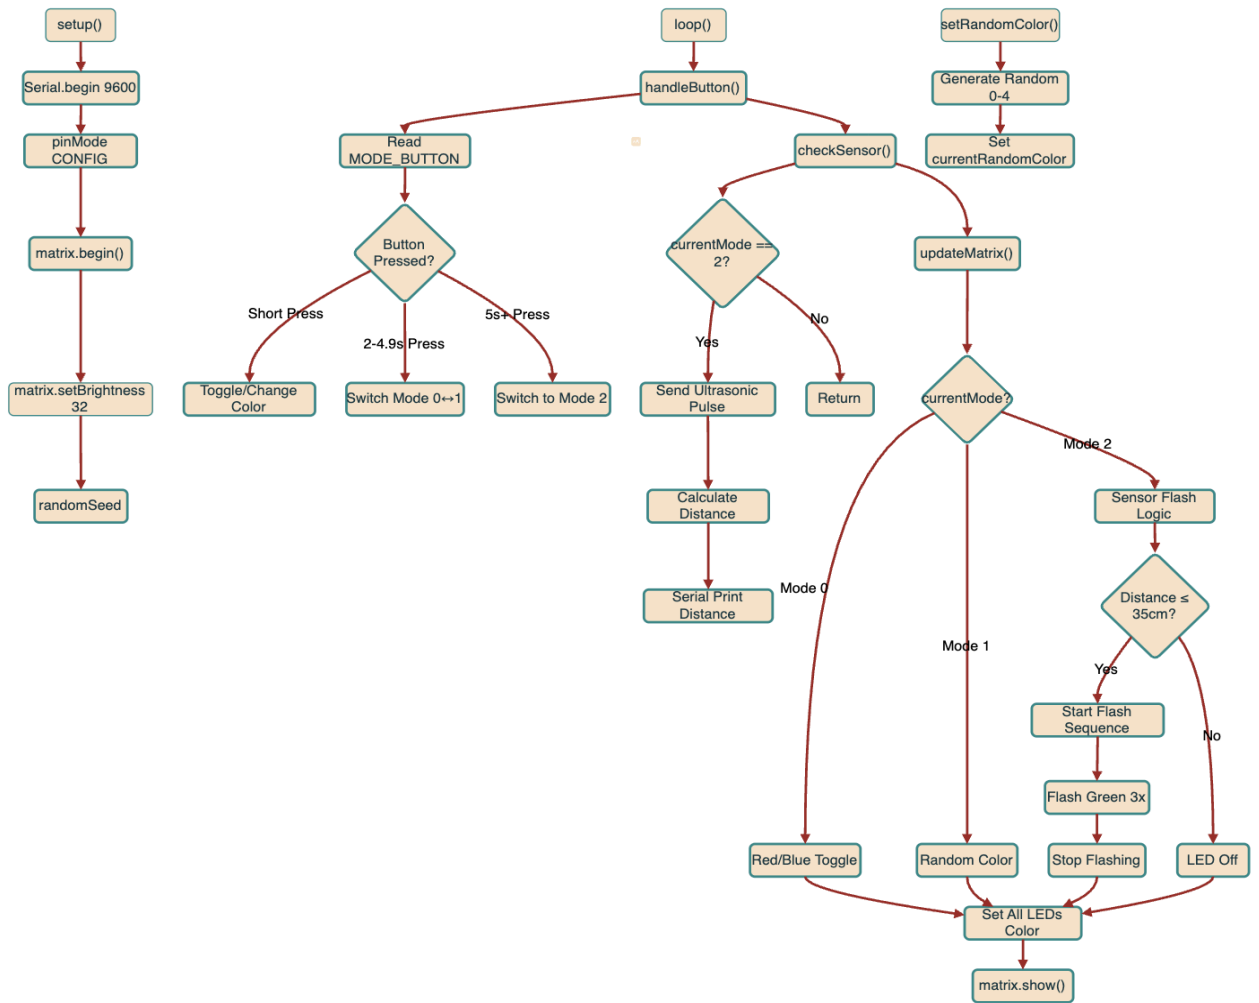 setup()
loop()
setRandomColor()
Serial.begin 9600
handleButton()
Generate Random
0-4
pinMode
CONFIG
Read
MODE_BUTTON
checkSensor()
Set
currentRandomColor
matrix.begin()
Button
Pressed?
currentMode ==
2?
updateMatrix()
Short Press
2-4.9s Press
5s+ Press
Yes
No
matrix.setBrightness
32
Toggle/Change
Color
Switch Mode 0↔1
Switch to Mode 2
Send Ultrasonic
Pulse
Return
currentMode?
Mode 2
randomSeed
Calculate
Distance
Sensor Flash
Logic
Serial Print
Distance
Mode 0
Distance ≤
35cm?
Mode 1
Yes
Start Flash
Sequence
No
Flash Green 3x
Red/Blue Toggle
Random Color
Stop Flashing
LED Off
Set All LEDs
Color
matrix.show()